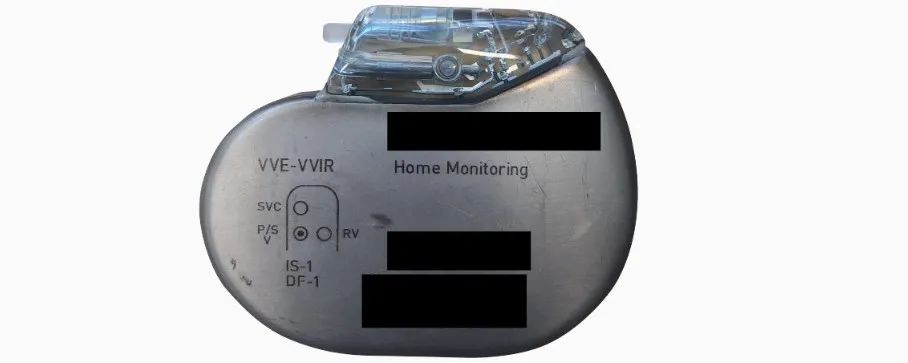 VVE-VVIR
Home Monitoring
SVC
P/S RV
V
IS-1
DF-1